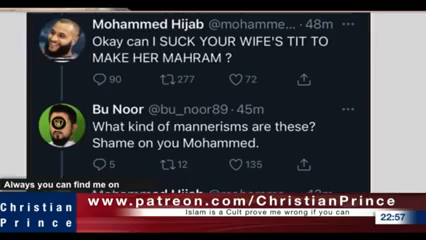 Mohammed Hijab @mohamme... · 48m
Okay can I SUCK YOUR WIFE'S TIT TO
MAKE HER MAHRAM ?
90 277 72
Bu Noor @bu_noor89 · 45m
What kind of mannerisms are these?
Shame on you Mohammed.
5 12 135
Always you can find me on
Christian
Prince
www.patreon.com/ChristianPrince
Islam is a Cult prove me wrong if you can
22:57